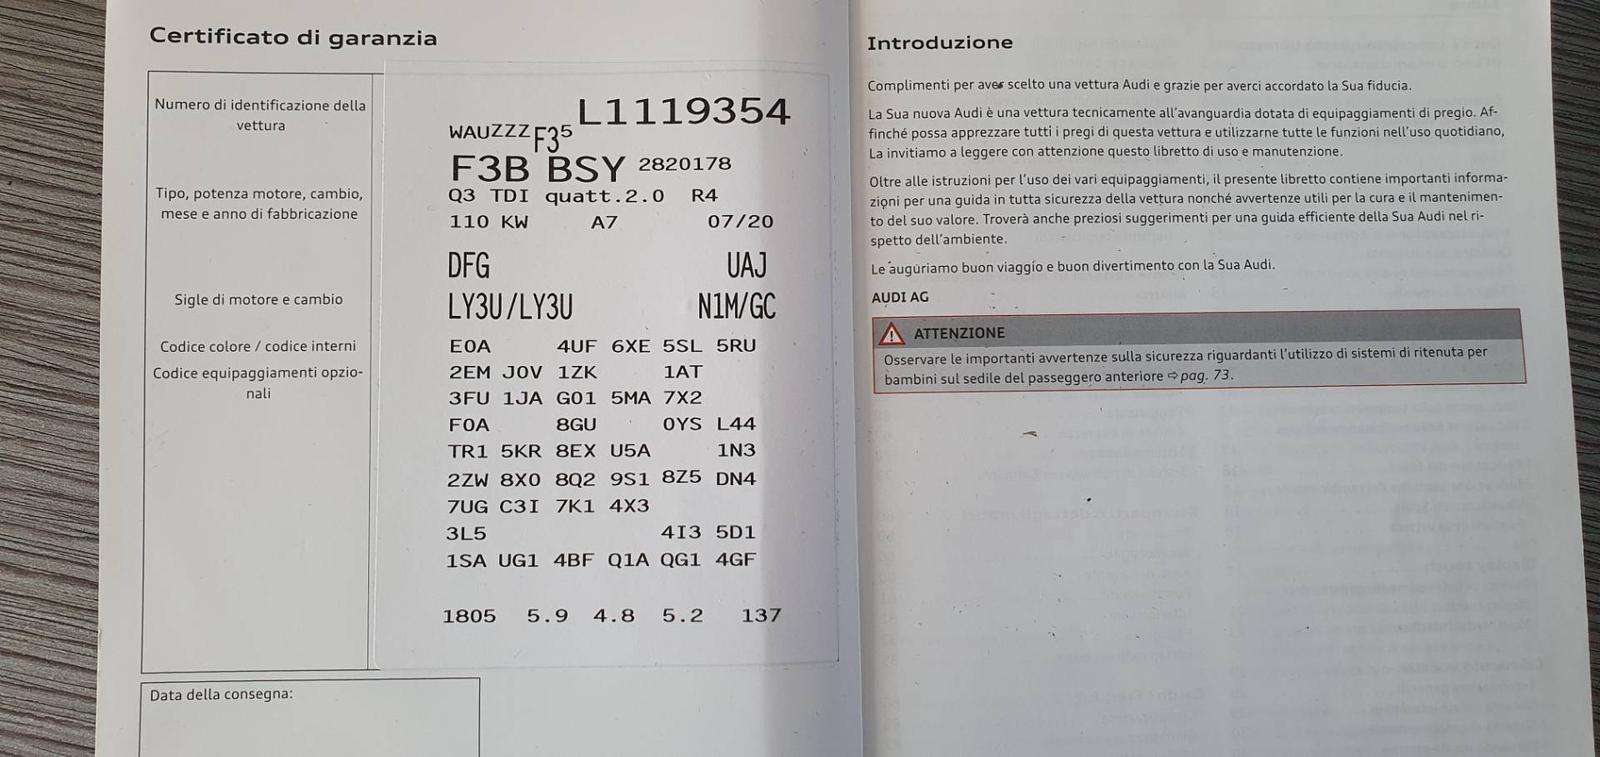 Certificato di garanzia
Numero di identificazione della
vettura
Tipo, potenza motore, cambio,
mese e anno di fabbricazione
Sigle di motore e cambio
Codice colore / codice interni
Codice equipaggiamenti opzio-
nali
L1119354
WAUZZZ F35
F3B BSY 2820178
Q3 TDI quatt.2.0 R4
110 KW A7 07/20
DFG UAJ
LY3U/LY3U N1M/GC
E0A 4UF 6XE 5SL 5RU
2EM J0V 1ZK 1AT
3FU 1JA G01 5MA 7X2
F0A 8GU 0YS L44
TR1 5KR 8EX U5A 1N3
2ZW 8X0 8Q2 9S1 8Z5 DN4
7UG C3I 7K1 4X3
3L5 4I3 5D1
1SA UG1 4BF Q1A QG1 4GF
1805 5.9 4.8 5.2 137
Data della consegna:
Introduzione
Complimenti per aver scelto una vettura Audi e grazie per averci accordato la Sua fiducia.
La Sua nuova Audi è una vettura tecnicamente all'avanguardia dotata di equipaggiamenti di pregio. Af-
finché possa apprezzare tutti i pregi di questa vettura e utilizzarne tutte le funzioni nell'uso quotidiano,
La invitiamo a leggere con attenzione questo libretto di uso e manutenzione.
Oltre alle istruzioni per l'uso dei vari equipaggiamenti, il presente libretto contiene importanti informa-
zioni per una guida in tutta sicurezza della vettura nonché avvertenze utili per la cura e il mantenimen-
to del suo valore. Troverà anche preziosi suggerimenti per una guida efficiente della Sua Audi nel ri-
spetto dell'ambiente.
Le auguriamo buon viaggio e buon divertimento con la Sua Audi.
AUDI AG
ATTENZIONE
Osservare le importanti avvertenze sulla sicurezza riguardanti l'utilizzo di sistemi di ritenuta per
bambini sul sedile del passeggero anteriore ⇨ pag. 73.